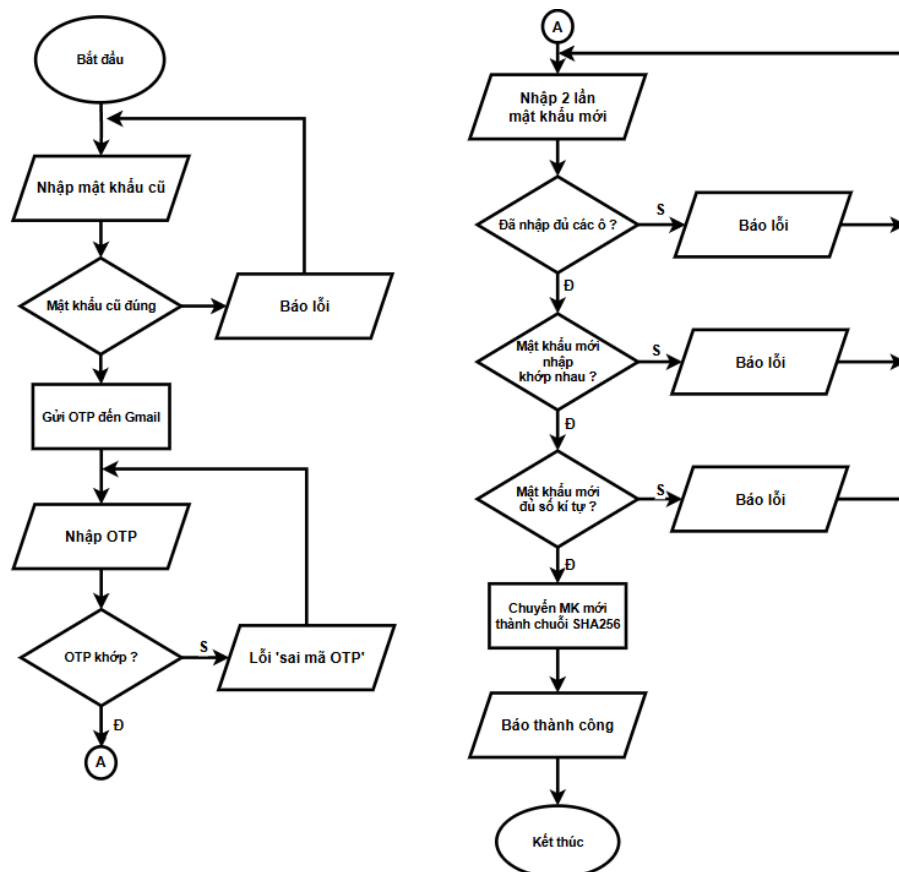 Bắt đầu
Nhập mật khẩu cũ
Mật khẩu cũ đúng
Báo lỗi
Gửi OTP đến Gmail
Nhập OTP
OTP khớp ?
S
Lỗi 'sai mã OTP'
Đ
A
A
Nhập 2 lần
mật khẩu mới
Đã nhập đủ các ô ?
S
Báo lỗi
Đ
Mật khẩu mới
nhập
khớp nhau ?
S
Báo lỗi
Đ
Mật khẩu mới
đủ số kí tự ?
S
Báo lỗi
Đ
Chuyển MK mới
thành chuỗi SHA256
Báo thành công
Kết thúc